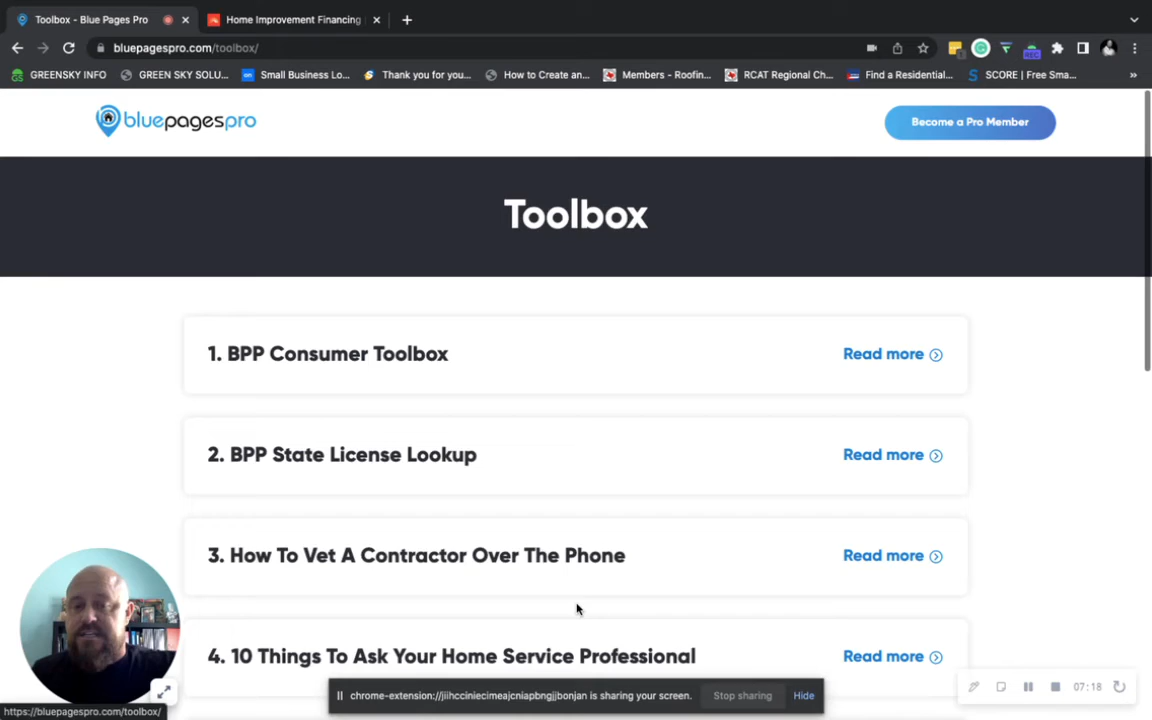 Toolbox - Blue Pages Pro
Home Improvement Financing
bluepagespro.com/toolbox/
GREENSKY INFO
GREEN SKY SOLU...
Small Business Lo...
Thank you for you...
How to Create an...
Members - Roofin...
RCAT Regional Ch...
Find a Residential...
SCORE | Free Sma...
»
bluepagespro
Become a Pro Member
Toolbox
1. BPP Consumer Toolbox
Read more
2. BPP State License Lookup
Read more
3. How To Vet A Contractor Over The Phone
Read more
4. 10 Things To Ask Your Home Service Professional
Read more
chrome-extension://jiihcciniecimeajcniapbngjjbonjan is sharing your screen.
Stop sharing
Hide
07:18
https://bluepagespro.com/toolbox/